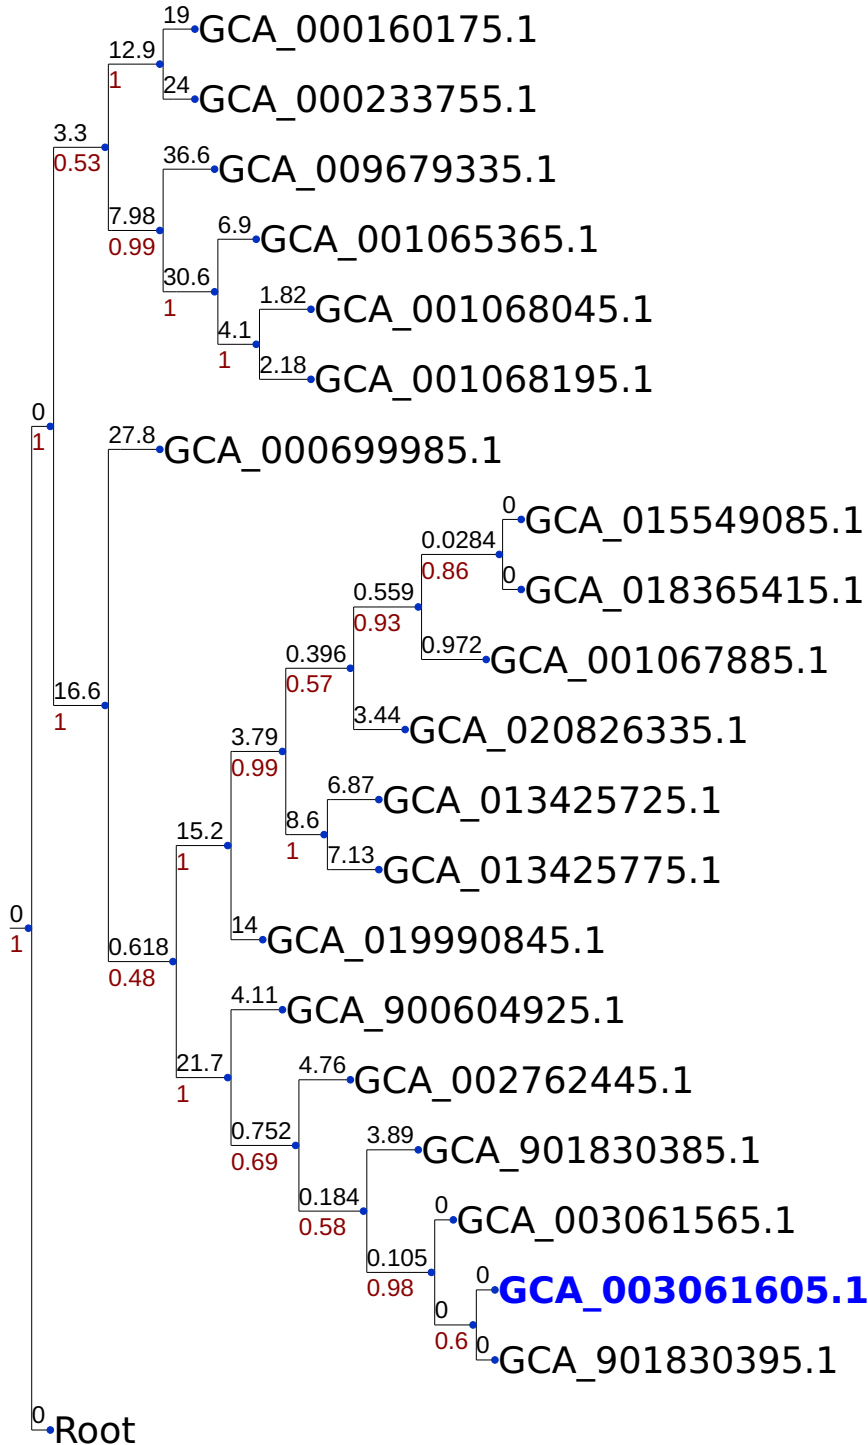 19
GCA_000160175.1
12.9
1
24
GCA_000233755.1
3.3
0.53
36.6
GCA_009679335.1
7.98
0.99
6.9
GCA_001065365.1
30.6
1
1.82
GCA_001068045.1
4.1
1
2.18
GCA_001068195.1
0
1
27.8
GCA_000699985.1
0
GCA_015549085.1
0.0284
0.86
0
GCA_018365415.1
0.559
0.93
0.972
GCA_001067885.1
0.396
0.57
3.44
GCA_020826335.1
16.6
1
3.79
0.99
6.87
GCA_013425725.1
8.6
1
7.13
GCA_013425775.1
15.2
1
14
GCA_019990845.1
0
1
0.618
0.48
4.11
GCA_900604925.1
21.7
1
4.76
GCA_002762445.1
0.752
0.69
3.89
GCA_901830385.1
0.184
0.58
0
GCA_003061565.1
0.105
0.98
0
GCA_003061605.1
0
0.6
0
GCA_901830395.1
0
Root